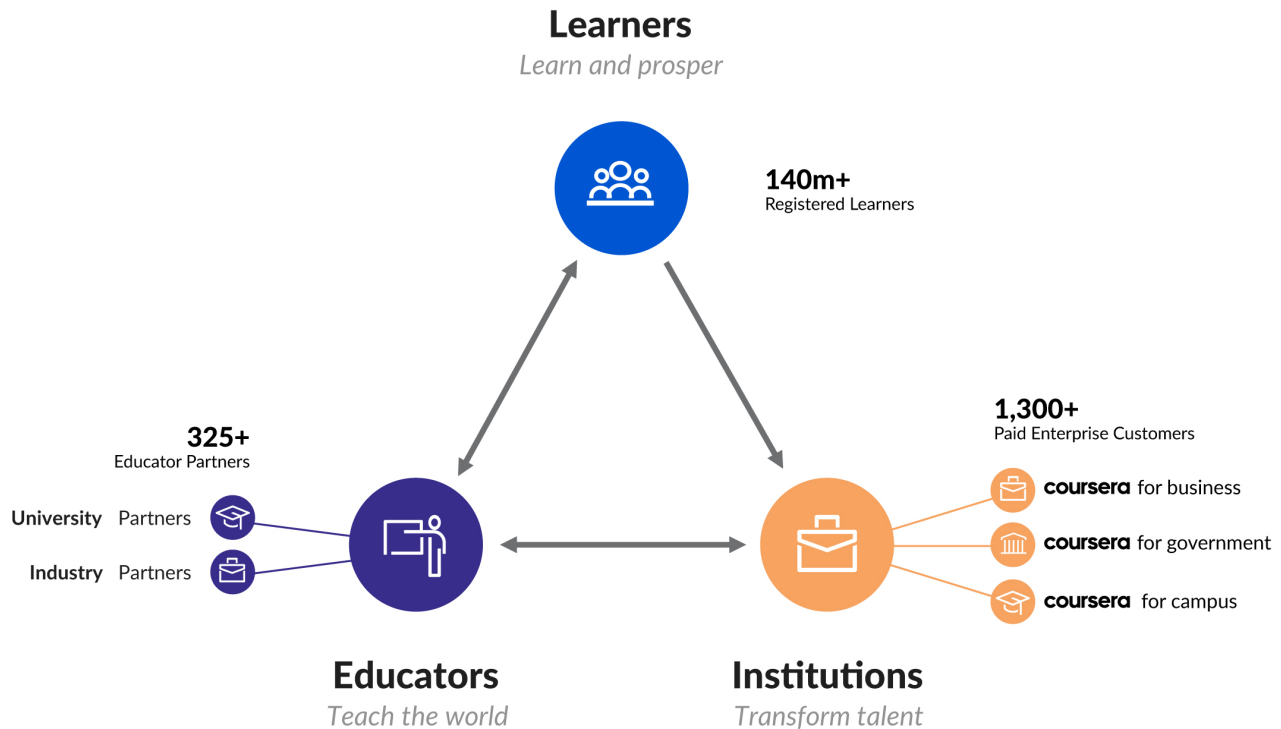 Learners
Learn and prosper
140m+
Registered Learners
325+
Educator Partners
University Partners
Industry Partners
1,300+
Paid Enterprise Customers
coursera for business
coursera for government
coursera for campus
Educators
Teach the world
Institutions
Transform talent